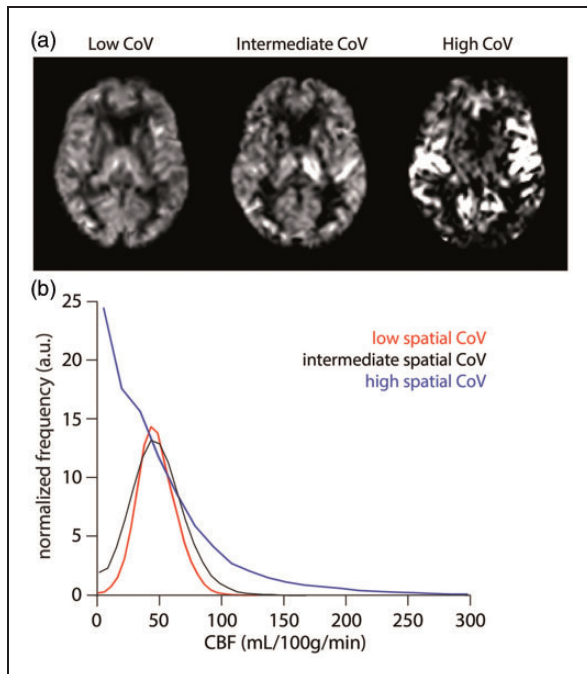 (a)
Low CoV Intermediate CoV High CoV
(b)
25
20
15
10
5
0
normalized frequency (a.u.)
low spatial CoV
intermediate spatial CoV
high spatial CoV
0 50 100 150 200 250 300
CBF (mL/100g/min)